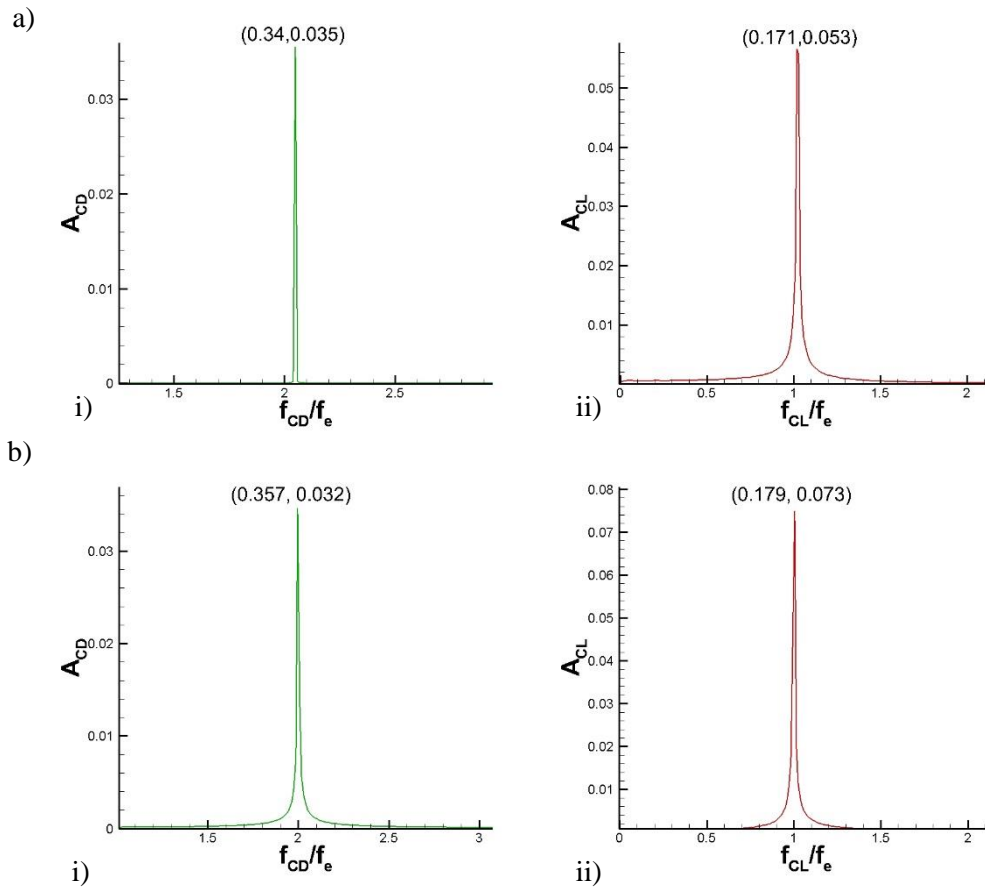 a)
(0.34,0.035)
0.03
0.02
0.01
0
A_CD
1.5 2 2.5
f_CD/f_e
i)
(0.171,0.053)
0.05
0.04
0.03
0.02
0.01
A_CL
0 0.5 1 1.5 2
f_CL/f_e
ii)
b)
(0.357, 0.032)
0.03
0.02
0.01
0
A_CD
1.5 2 2.5 3
f_CD/f_e
i)
(0.179, 0.073)
0.08
0.07
0.06
0.05
0.04
0.03
0.02
0.01
A_CL
0 0.5 1 1.5 2
f_CL/f_e
ii)